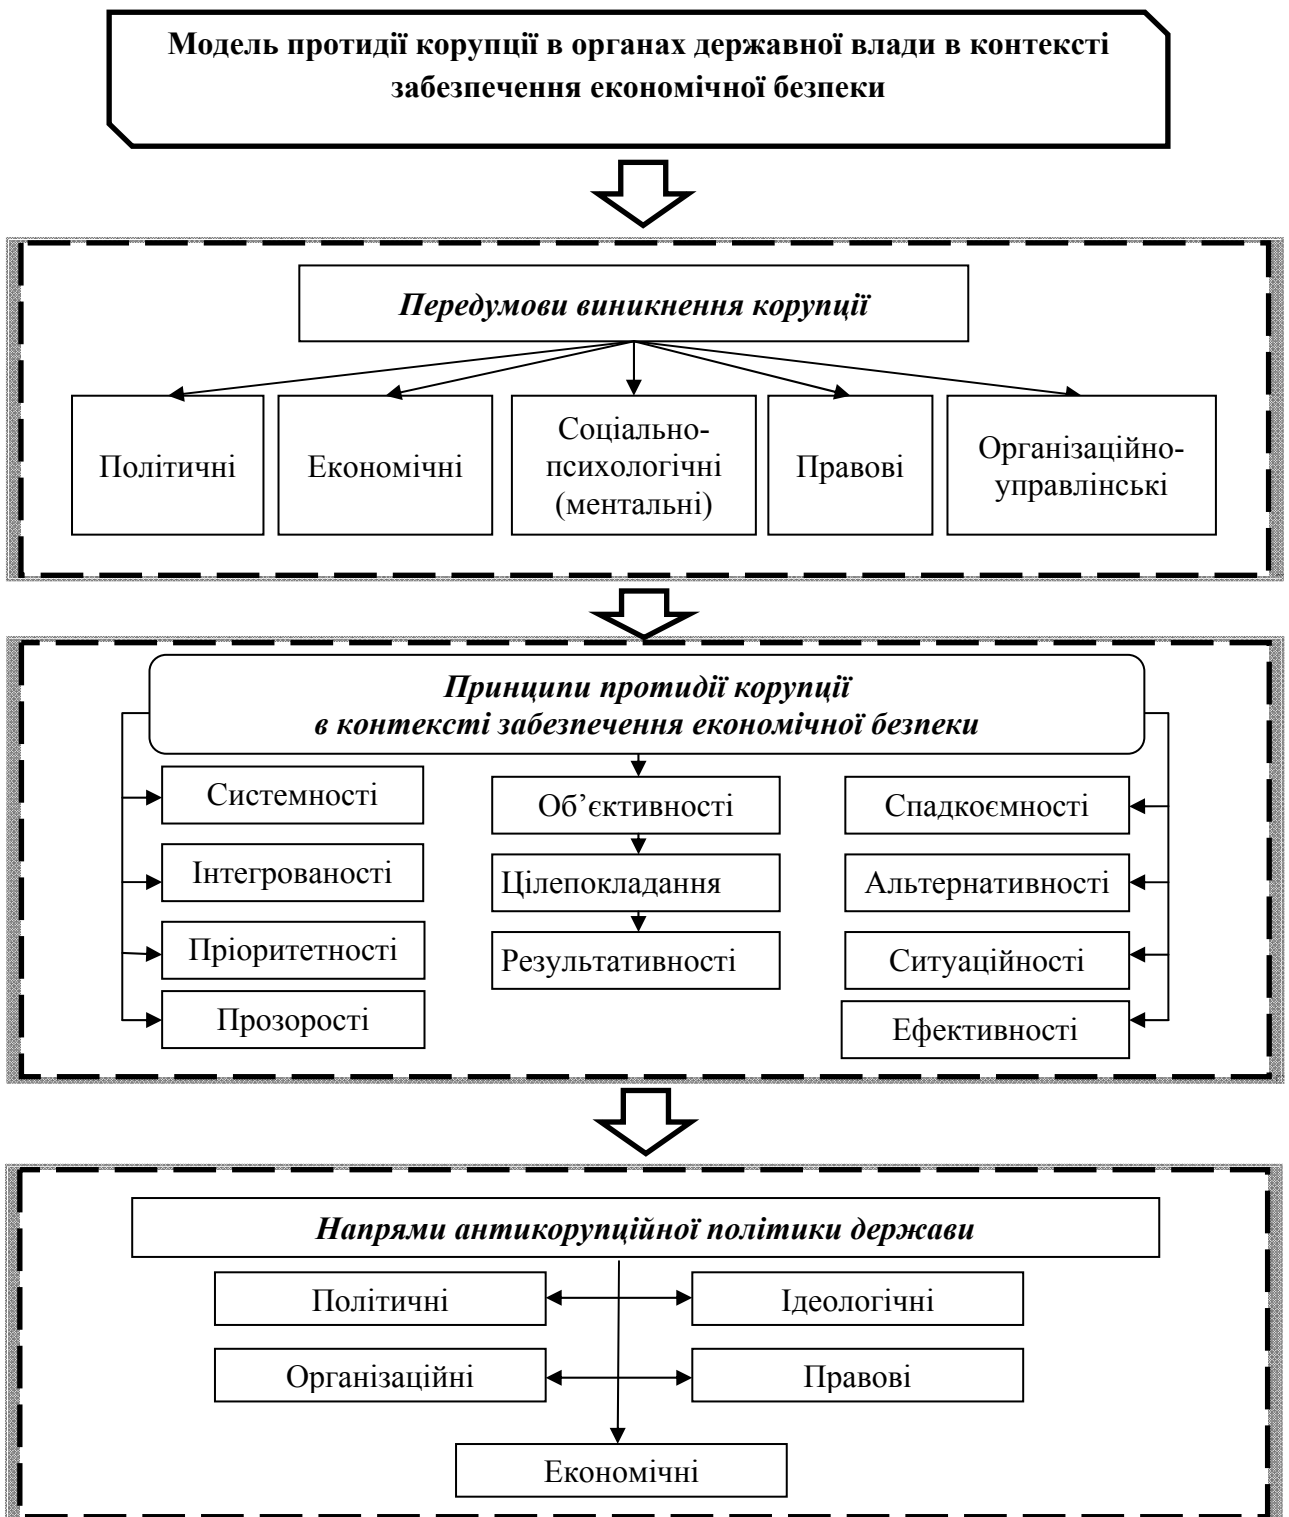 Модель протидії корупції в органах державної влади в контексті
забезпечення економічної безпеки
Передумови виникнення корупції
Політичні
Економічні
Соціально-
психологічні
(ментальні)
Правові
Організаційно-
управлінські
Принципи протидії корупції
в контексті забезпечення економічної безпеки
Системності
Інтегрованості
Пріоритетності
Прозорості
Об’єктивності
Цілепокладання
Результативності
Спадкоємності
Альтернативності
Ситуаційності
Ефективності
Напрями антикорупційної політики держави
Політичні
Ідеологічні
Організаційні
Правові
Економічні